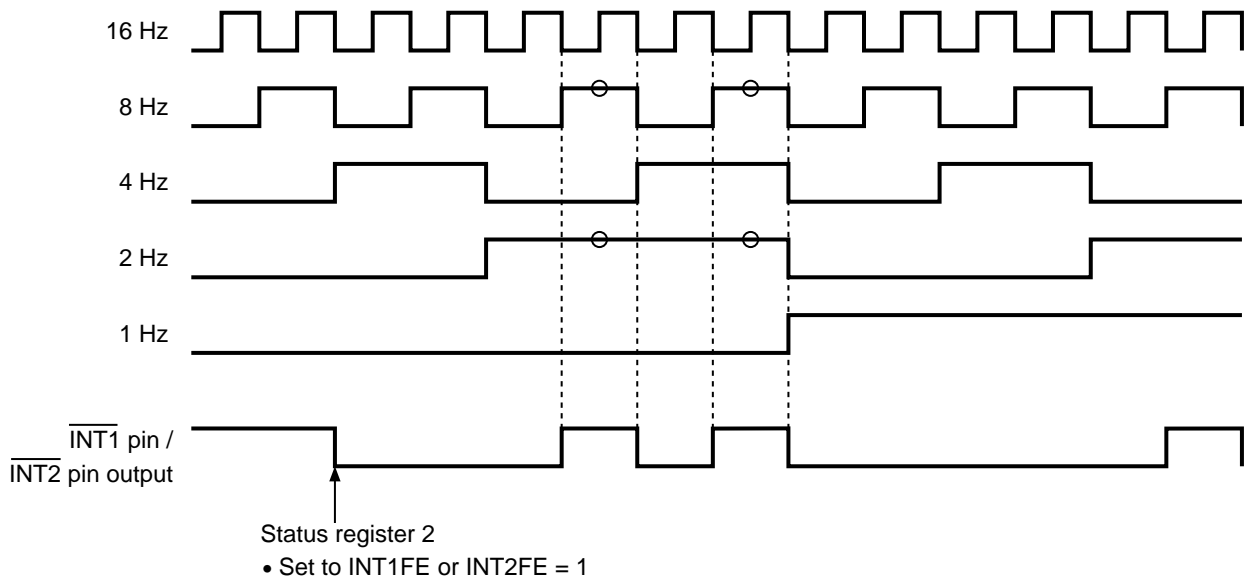 16 Hz
8 Hz
4 Hz
2 Hz
1 Hz
INT1 pin /
INT2 pin output
Status register 2
• Set to INT1FE or INT2FE = 1